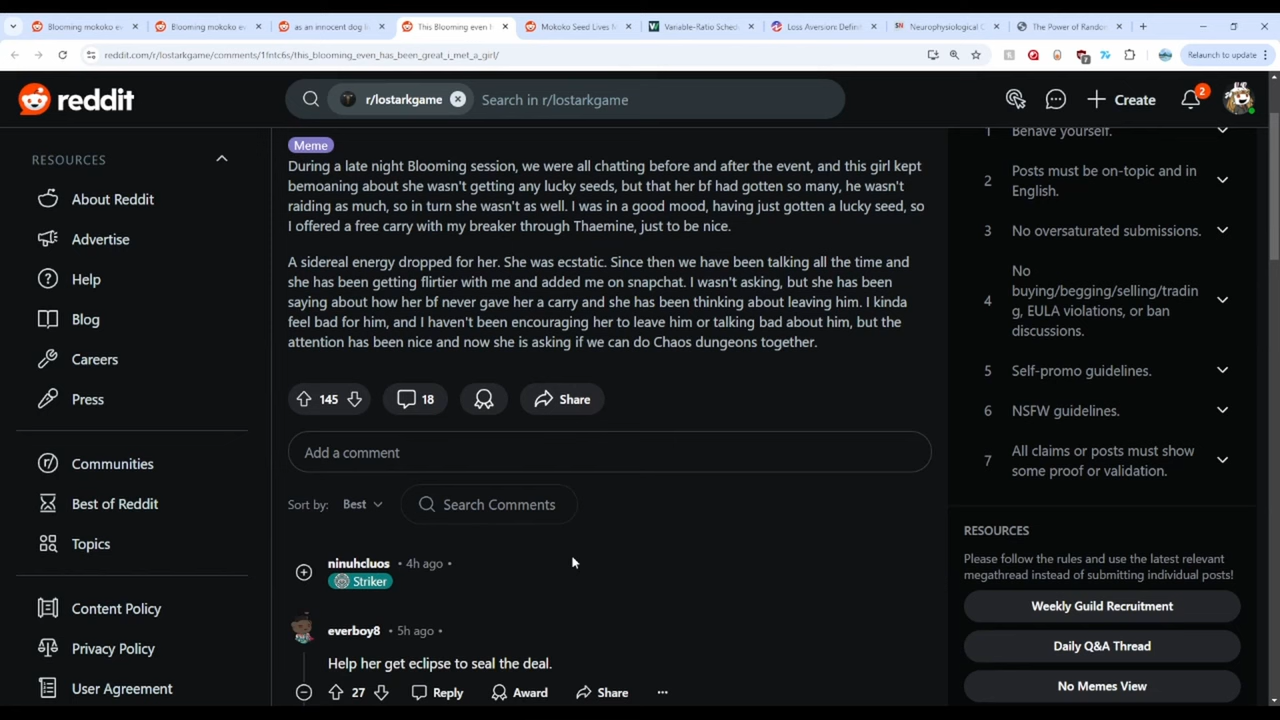 Blooming mokoko ev
Blooming mokoko ev
as an innocent dog i
This Blooming even
Mokoko Seed Lives M
Variable-Ratio Sched
Loss Aversion: Defini
Neurophysiological C
The Power of Rando
reddit.com/r/lostarkgame/comments/1fntc6s/this_blooming_even_has_been_great_i_met_a_girl/
7
Relaunch to update
reddit
r/lostarkgame
Search in r/lostarkgame
Create
2
RESOURCES
About Reddit
Advertise
Help
Blog
Careers
Press
Communities
Best of Reddit
Topics
Content Policy
Privacy Policy
User Agreement
Meme
During a late night Blooming session, we were all chatting before and after the event, and this girl kept
bemoaning about she wasn't getting any lucky seeds, but that her bf had gotten so many, he wasn't
raiding as much, so in turn she wasn't as well. I was in a good mood, having just gotten a lucky seed, so
I offered a free carry with my breaker through Thaemine, just to be nice.
A sidereal energy dropped for her. She was ecstatic. Since then we have been talking all the time and
she has been getting flirtier with me and added me on snapchat. I wasn't asking, but she has been
saying about how her bf never gave her a carry and she has been thinking about leaving him. I kinda
feel bad for him, and I haven't been encouraging her to leave him or talking bad about him, but the
attention has been nice and now she is asking if we can do Chaos dungeons together.
145
18
Share
Add a comment
Sort by:
Best
Search Comments
ninuhcluos • 4h ago •
Striker
everboy8 • 5h ago •
Help her get eclipse to seal the deal.
27
Reply
Award
Share
1
Behave yourself.
2
Posts must be on-topic and in
English.
3
No oversaturated submissions.
4
No
buying/begging/selling/tradin
g, EULA violations, or ban
discussions.
5
Self-promo guidelines.
6
NSFW guidelines.
7
All claims or posts must show
some proof or validation.
RESOURCES
Please follow the rules and use the latest relevant
megathread instead of submitting individual posts!
Weekly Guild Recruitment
Daily Q&A Thread
No Memes View